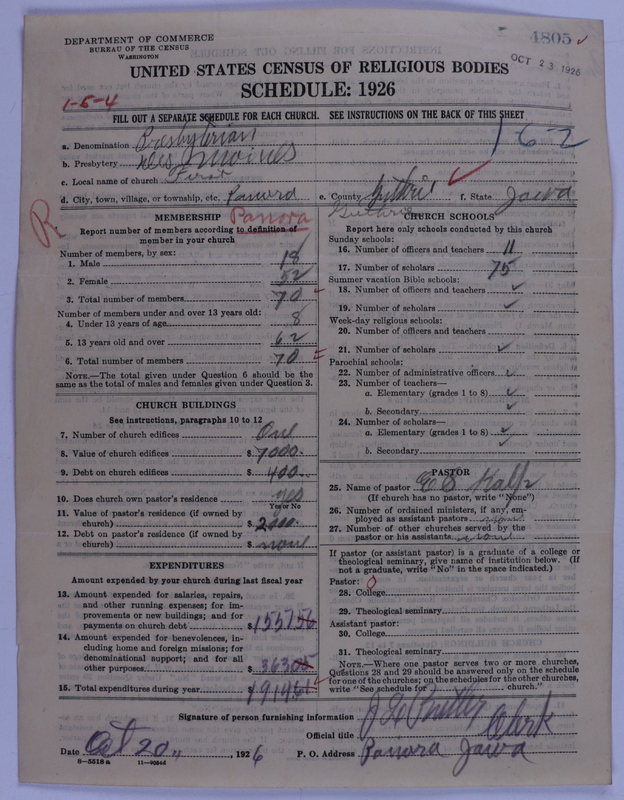 DEPARTMENT OF COMMERCE
BUREAU OF THE CENSUS
WASHINGTON
4805
OCT 23 1926
UNITED STATES CENSUS OF RELIGIOUS BODIES
SCHEDULE: 1926
1-5-4
FILL OUT A SEPARATE SCHEDULE FOR EACH CHURCH. SEE INSTRUCTIONS ON THE BACK OF THIS SHEET
162
a. Denomination Presbyterian
b. Presbytery Des Moines
c. Local name of church First
d. City, town, village, or township, etc. Panora e. County Guthrie f. State Iowa
Guthrie
R
MEMBERSHIP Panora
Report number of members according to definition of
member in your church
Number of members, by sex:
1. Male 18
2. Female 52
3. Total number of members 70
Number of members under and over 13 years old:
4. Under 13 years of age 8
5. 13 years old and over 62
6. Total number of members 70
NOTE.—The total given under Question 6 should be the
same as the total of males and females given under Question 3.
CHURCH BUILDINGS
See instructions, paragraphs 10 to 12
7. Number of church edifices One
8. Value of church edifices $ 7000.
9. Debt on church edifices $ 400.
10. Does church own pastor's residence yes
Yes or No
11. Value of pastor's residence (if owned by
church) $ 2000.
12. Debt on pastor's residence (if owned by
church) $ none
EXPENDITURES
Amount expended by your church during last fiscal year
13. Amount expended for salaries, repairs,
and other running expenses; for im-
provements or new buildings; and for
payments on church debt $ 155756
14. Amount expended for benevolences, in-
cluding home and foreign missions; for
denominational support; and for all
other purposes $ 36305
15. Total expenditures during year $ 191461
CHURCH SCHOOLS
Report here only schools conducted by this church
Sunday schools:
16. Number of officers and teachers 11
17. Number of scholars 75
Summer vacation Bible schools:
18. Number of officers and teachers
19. Number of scholars
Week-day religious schools:
20. Number of officers and teachers
21. Number of scholars
Parochial schools:
22. Number of administrative officers
23. Number of teachers—
a. Elementary (grades 1 to 8)
b. Secondary
24. Number of scholars—
a. Elementary (grades 1 to 8)
b. Secondary
PASTOR
25. Name of pastor
(If church has no pastor, write "None")
26. Number of ordained ministers, if any, em-
ployed as assistant pastors none
27. Number of other churches served by the
pastor or his assistants none
If pastor (or assistant pastor) is a graduate of a college or
theological seminary, give name of institution below. (If
not a graduate, write "No" in the space indicated.)
Pastor: 0
28. College
29. Theological seminary
Assistant pastor:
30. College
31. Theological seminary
NOTE.—Where one pastor serves two or more churches,
Questions 28 and 29 should be answered only on the schedule
for one of the churches; on the schedules for the other churches,
write "See schedule for church."
Signature of person furnishing information
Official title Clerk
Date Oct 20 ,, 1926 P. O. Address Panora Iowa
8—5518 a